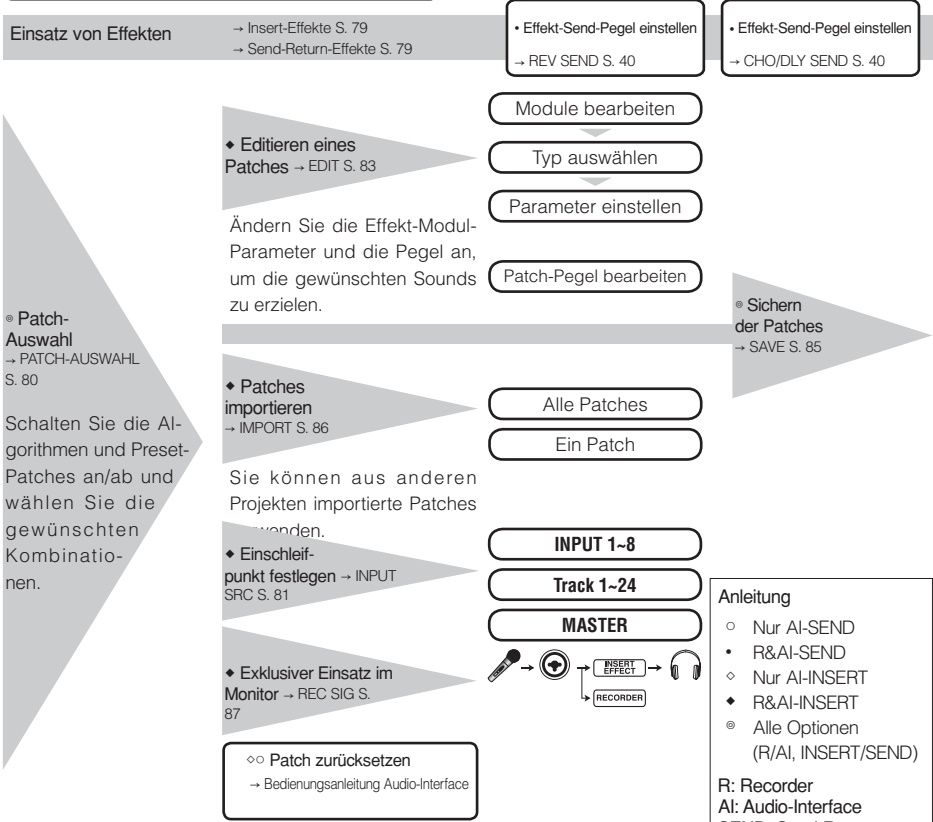 Einsatz von Effekten
→ Insert-Effekte S. 79
→ Send-Return-Effekte S. 79
• Effekt-Send-Pegel einstellen
→ REV SEND S. 40
• Effekt-Send-Pegel einstellen
→ CHO/DLY SEND S. 40
◎ Patch-
Auswahl
→ PATCH-AUSWAHL
S. 80
Schalten Sie die Al-
gorithmen und Preset-
Patches an/ab und
wählen Sie die
gewünschten
Kombinatio-
nen.
◆ Editieren eines
Patches → EDIT S. 83
Ändern Sie die Effekt-Modul-
Parameter und die Pegel an,
um die gewünschten Sounds
zu erzielen.
Module bearbeiten
Typ auswählen
Parameter einstellen
Patch-Pegel bearbeiten
◎ Sichern
der Patches
→ SAVE S. 85
◆ Patches
importieren
→ IMPORT S. 86
Sie können aus anderen
Projekten importierte Patches
Alle Patches
Ein Patch
◆ Einschleif-
punkt festlegen → INPUT
SRC S. 81
INPUT 1~8
Track 1~24
MASTER
◆ Exklusiver Einsatz im
Monitor → REC SIG S.
87
→ → INSERT EFFECT →
RECORDER
◇○ Patch zurücksetzen
→ Bedienungsanleitung Audio-Interface
Anleitung
○ Nur AI-SEND
• R&AI-SEND
◇ Nur AI-INSERT
◆ R&AI-INSERT
◎ Alle Optionen
(R/AI, INSERT/SEND)
R: Recorder
AI: Audio-Interface